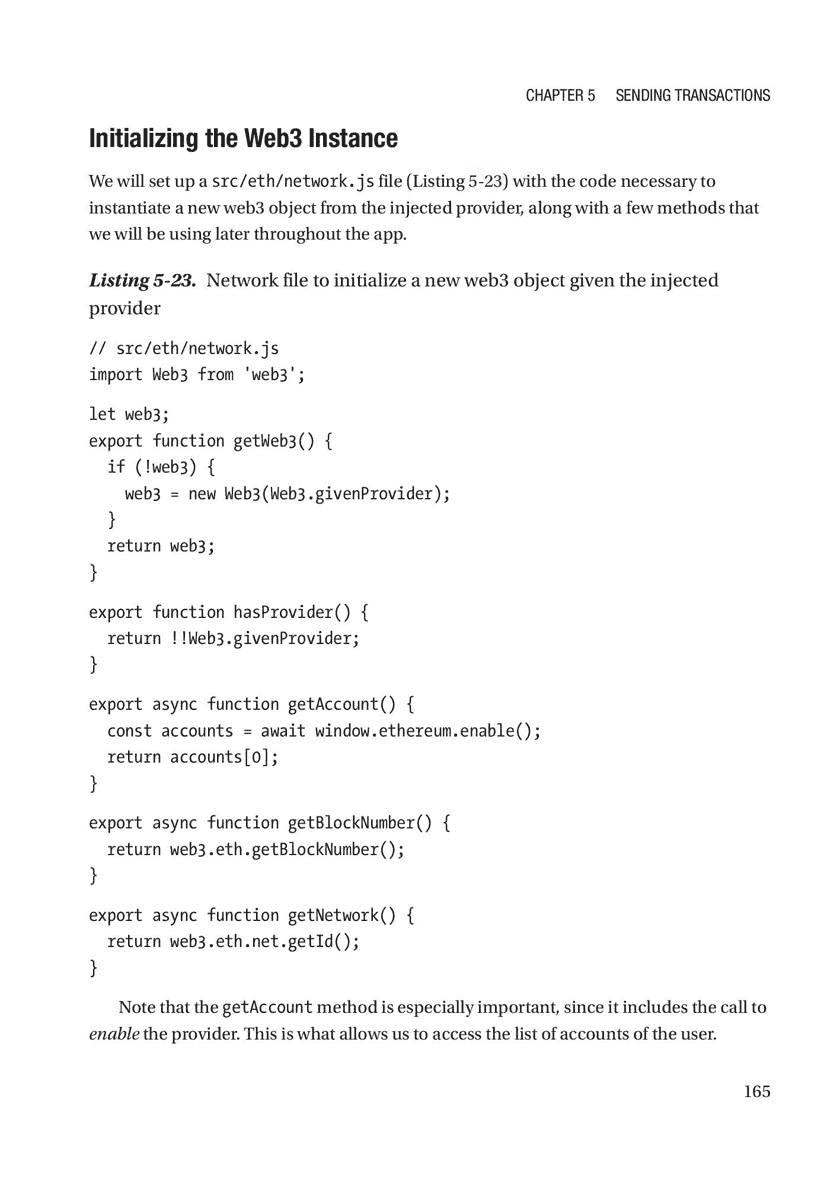 CHAPTER 5 SENDING TRANSACTIONS
Initializing the Web3 Instance
We will set up a src/eth/network.js file (Listing 5-23) with the code necessary to
instantiate a new web3 object from the injected provider, along with a few methods that
we will be using later throughout the app.
Listing 5-23. Network file to initialize a new web3 object given the injected
provider
// src/eth/network.js
import Web3 from 'web3';
let web3;
export function getWeb3() {
  if (!web3) {
    web3 = new Web3(Web3.givenProvider);
  }
  return web3;
}
export function hasProvider() {
  return !!Web3.givenProvider;
}
export async function getAccount() {
  const accounts = await window.ethereum.enable();
  return accounts[0];
}
export async function getBlockNumber() {
  return web3.eth.getBlockNumber();
}
export async function getNetwork() {
  return web3.eth.net.getId();
}
Note that the getAccount method is especially important, since it includes the call to
enable the provider. This is what allows us to access the list of accounts of the user.
165